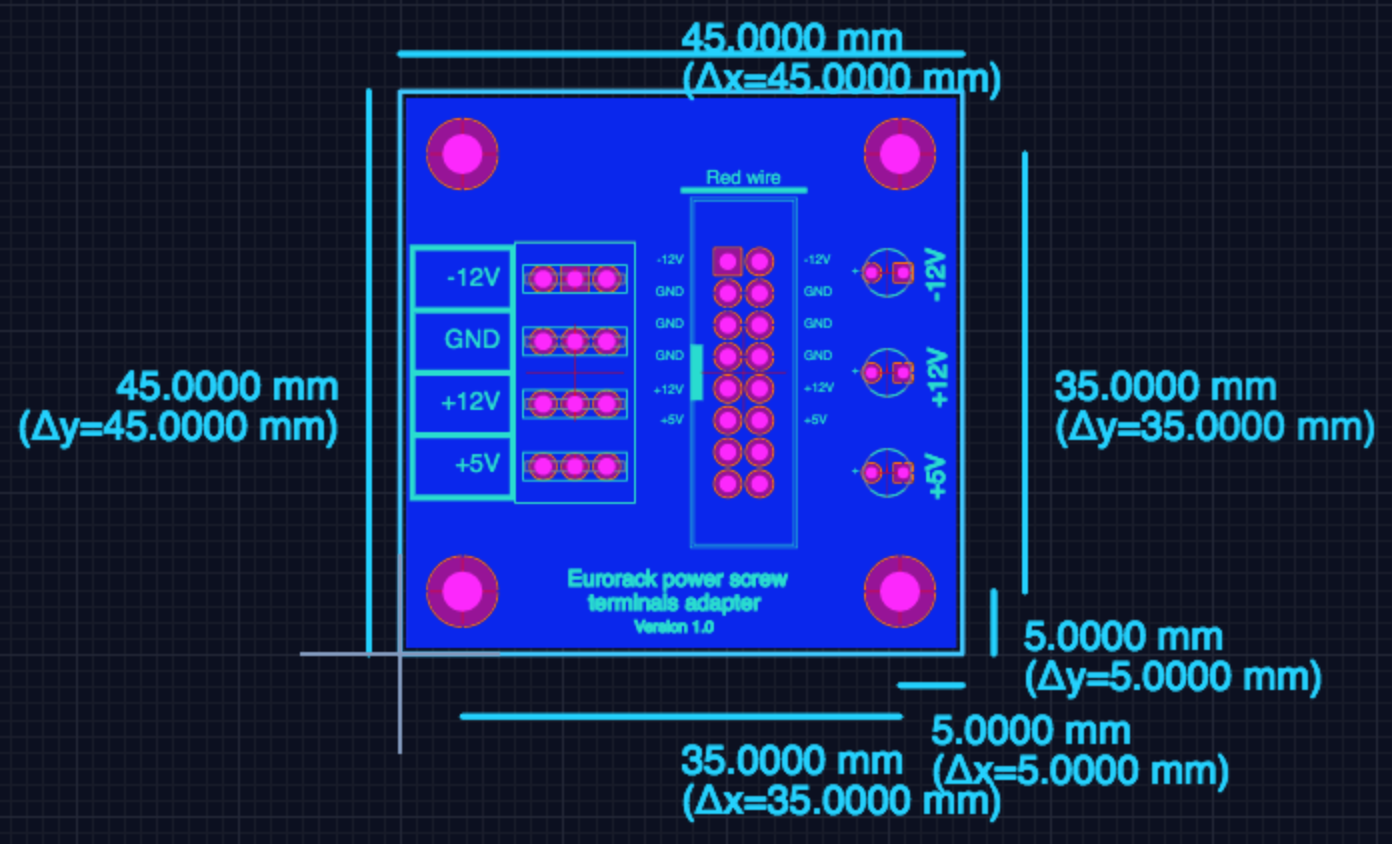 45.0000 mm
(Δx=45.0000 mm)
Red wire
-12V
GND
+12V
+5V
-12V
GND
GND
GND
+12V
+5V
-12V
GND
GND
GND
+12V
+5V
+
-12V
+
+12V
+
+5V
45.0000 mm
(Δy=45.0000 mm)
35.0000 mm
(Δy=35.0000 mm)
Eurorack power screw
terminals adapter
Version 1.0
5.0000 mm
(Δy=5.0000 mm)
5.0000 mm
(Δx=5.0000 mm)
35.0000 mm
(Δx=35.0000 mm)